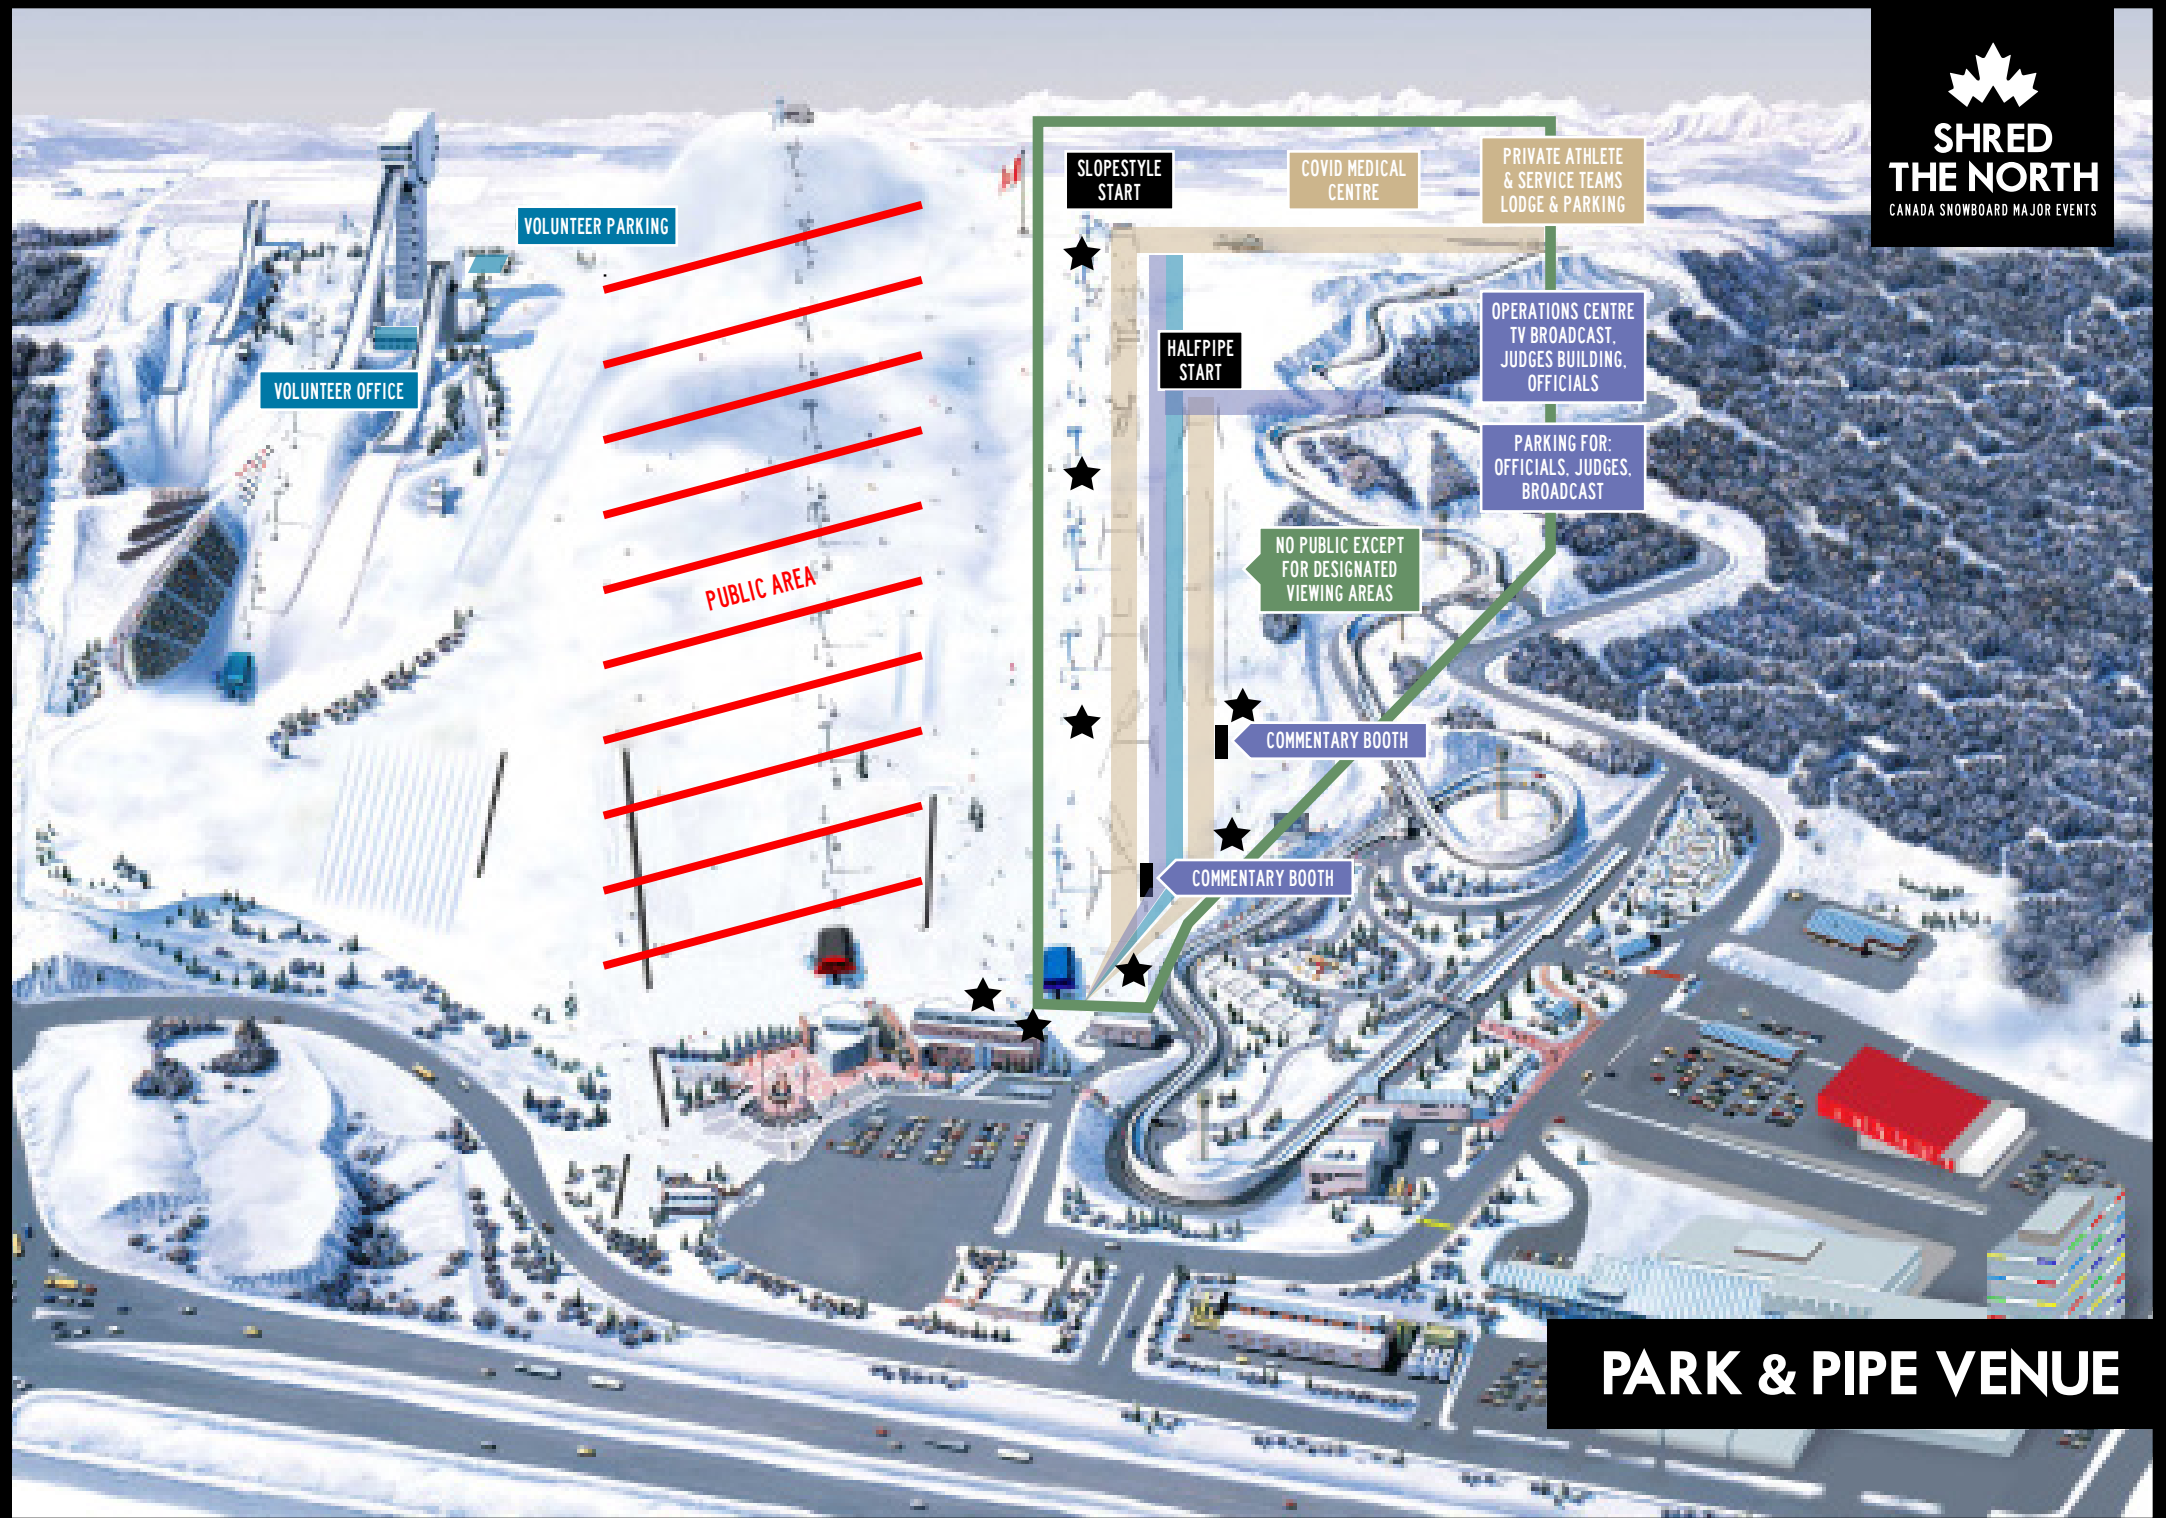 SHRED
THE NORTH
CANADA SNOWBOARD MAJOR EVENTS
SLOPESTYLE
START
COVID MEDICAL
CENTRE
PRIVATE ATHLETE
& SERVICE TEAMS
LODGE & PARKING
VOLUNTEER PARKING
OPERATIONS CENTRE
TV BROADCAST,
JUDGES BUILDING,
OFFICIALS
HALFPIPE
START
VOLUNTEER OFFICE
PARKING FOR:
OFFICIALS, JUDGES,
BROADCAST
NO PUBLIC EXCEPT
FOR DESIGNATED
VIEWING AREAS
PUBLIC AREA
COMMENTARY BOOTH
COMMENTARY BOOTH
PARK & PIPE VENUE